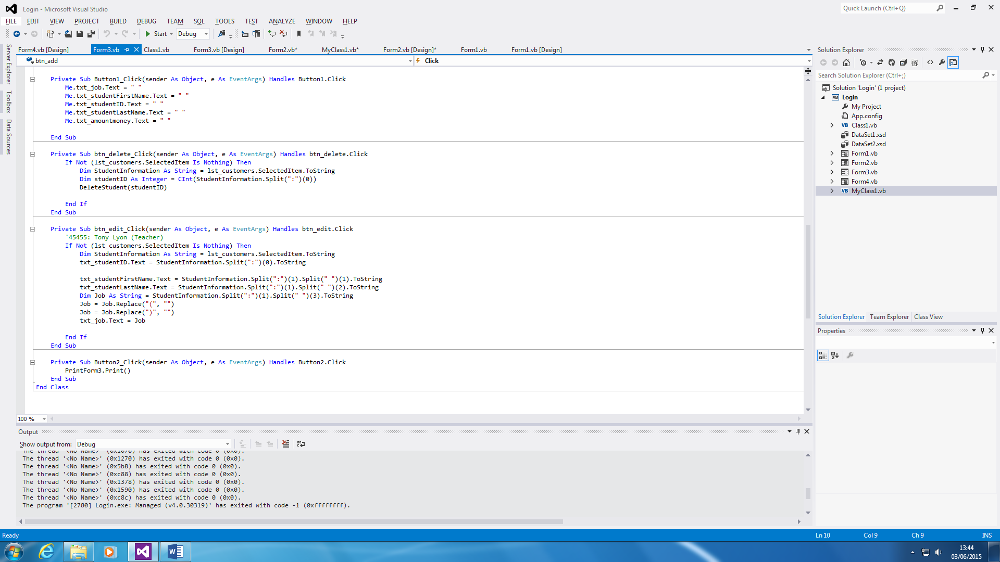 Login - Microsoft Visual Studio
Quick Launch (Ctrl+Q)
FILE EDIT VIEW PROJECT BUILD DEBUG TEAM SQL TOOLS TEST ANALYZE WINDOW HELP
Start Debug
Server Explorer
Toolbox
Data Sources
Form4.vb [Design] Form3.vb Class1.vb Form3.vb [Design] Form2.vb* MyClass1.vb* Form2.vb [Design]* Form1.vb Form1.vb [Design]
btn_add Click
Private Sub Button1_Click(sender As Object, e As EventArgs) Handles Button1.Click
Me.txt_job.Text = " "
Me.txt_studentFirstName.Text = " "
Me.txt_studentID.Text = " "
Me.txt_studentLastName.Text = " "
Me.txt_amountmoney.Text = " "
End Sub
Private Sub btn_delete_Click(sender As Object, e As EventArgs) Handles btn_delete.Click
If Not (lst_customers.SelectedItem Is Nothing) Then
Dim StudentInformation As String = lst_customers.SelectedItem.ToString
Dim studentID As Integer = CInt(StudentInformation.Split(":")(0))
DeleteStudent(studentID)
End If
End Sub
Private Sub btn_edit_Click(sender As Object, e As EventArgs) Handles btn_edit.Click
'45455: Tony Lyon (Teacher)
If Not (lst_customers.SelectedItem Is Nothing) Then
Dim StudentInformation As String = lst_customers.SelectedItem.ToString
txt_studentID.Text = StudentInformation.Split(":")(0).ToString
txt_studentFirstName.Text = StudentInformation.Split(":")(1).Split(" ")(1).ToString
txt_studentLastName.Text = StudentInformation.Split(":")(1).Split(" ")(2).ToString
Dim Job As String = StudentInformation.Split(":")(1).Split(" ")(3).ToString
Job = Job.Replace("(", "")
Job = Job.Replace(")", "")
txt_job.Text = Job
End If
End Sub
Private Sub Button2_Click(sender As Object, e As EventArgs) Handles Button2.Click
PrintForm3.Print()
End Sub
End Class
100 %
Output
Show output from: Debug
The thread '<No Name>' (0x1070) has exited with code 0 (0x0).
The thread '<No Name>' (0x1270) has exited with code 0 (0x0).
The thread '<No Name>' (0x5b8) has exited with code 0 (0x0).
The thread '<No Name>' (0xc88) has exited with code 0 (0x0).
The thread '<No Name>' (0x1378) has exited with code 0 (0x0).
The thread '<No Name>' (0x1590) has exited with code 0 (0x0).
The thread '<No Name>' (0xc8c) has exited with code 0 (0x0).
The program '[2780] Login.exe: Managed (v4.0.30319)' has exited with code -1 (0xffffffff).
Solution Explorer
Search Solution Explorer (Ctrl+;)
Solution 'Login' (1 project)
VB Login
My Project
App.config
VB Class1.vb
DataSet1.xsd
DataSet2.xsd
Form1.vb
Form2.vb
Form3.vb
Form4.vb
VB MyClass1.vb
Solution Explorer Team Explorer Class View
Properties
Ready Ln 10 Col 9 Ch 9 INS
13:44
03/06/2015